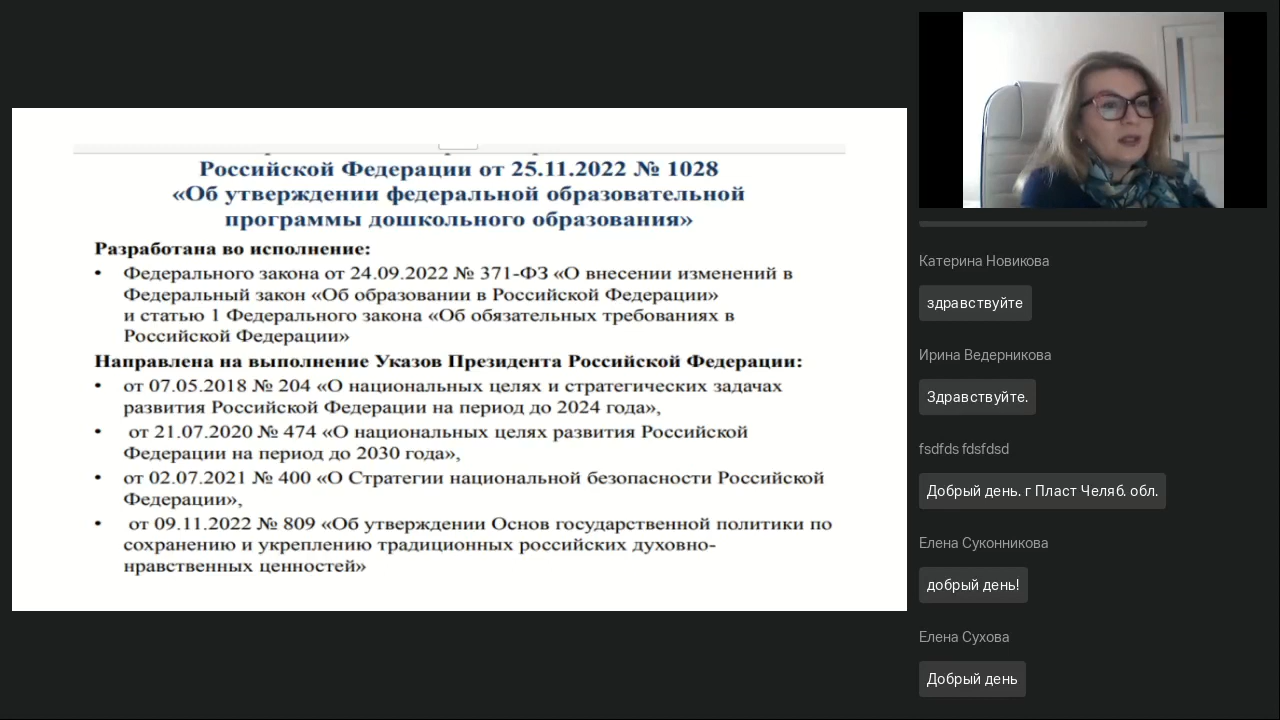 Российской Федерации от 25.11.2022 № 1028
«Об утверждении федеральной образовательной
программы дошкольного образования»
Разработана во исполнение:
• Федерального закона от 24.09.2022 № 371-ФЗ «О внесении изменений в
Федеральный закон «Об образовании в Российской Федерации»
и статью 1 Федерального закона «Об обязательных требованиях в
Российской Федерации»
Направлена на выполнение Указов Президента Российской Федерации:
• от 07.05.2018 № 204 «О национальных целях и стратегических задачах
развития Российской Федерации на период до 2024 года»,
• от 21.07.2020 № 474 «О национальных целях развития Российской
Федерации на период до 2030 года»,
• от 02.07.2021 № 400 «О Стратегии национальной безопасности Российской
Федерации»,
• от 09.11.2022 № 809 «Об утверждении Основ государственной политики по
сохранению и укреплению традиционных российских духовно-
нравственных ценностей»
Катерина Новикова
здравствуйте
Ирина Ведерникова
Здравствуйте.
fsdfds fdsfdsd
Добрый день. г Пласт Челяб. обл.
Елена Суконникова
добрый день!
Елена Сухова
Добрый день